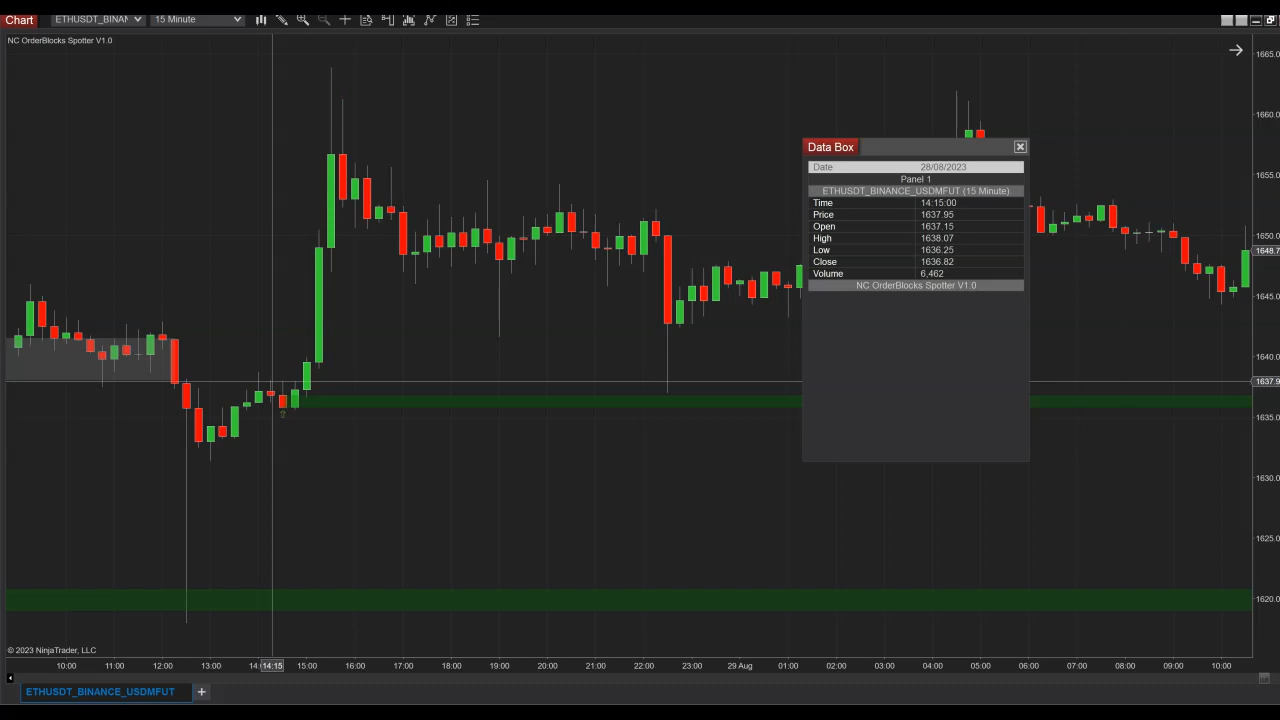 Chart ETHUSDT_BINAN 15 Minute
NC OrderBlocks Spotter V1.0
1665.0
1660.0
1655.0
1650.0
1648.7
1645.0
1640.0
1637.9
1635.0
1630.0
1625.0
1620.0
Data Box
Date 28/08/2023
Panel 1
ETHUSDT_BINANCE_USDMFUT (15 Minute)
Time 14:15:00
Price 1637.95
Open 1637.15
High 1638.07
Low 1636.25
Close 1636.82
Volume 6,462
NC OrderBlocks Spotter V1.0
© 2023 NinjaTrader, LLC
10:00 11:00 12:00 13:00 14:15 15:00 16:00 17:00 18:00 19:00 20:00 21:00 22:00 23:00 29 Aug 01:00 02:00 03:00 04:00 05:00 06:00 07:00 08:00 09:00 10:00
ETHUSDT_BINANCE_USDMFUT +